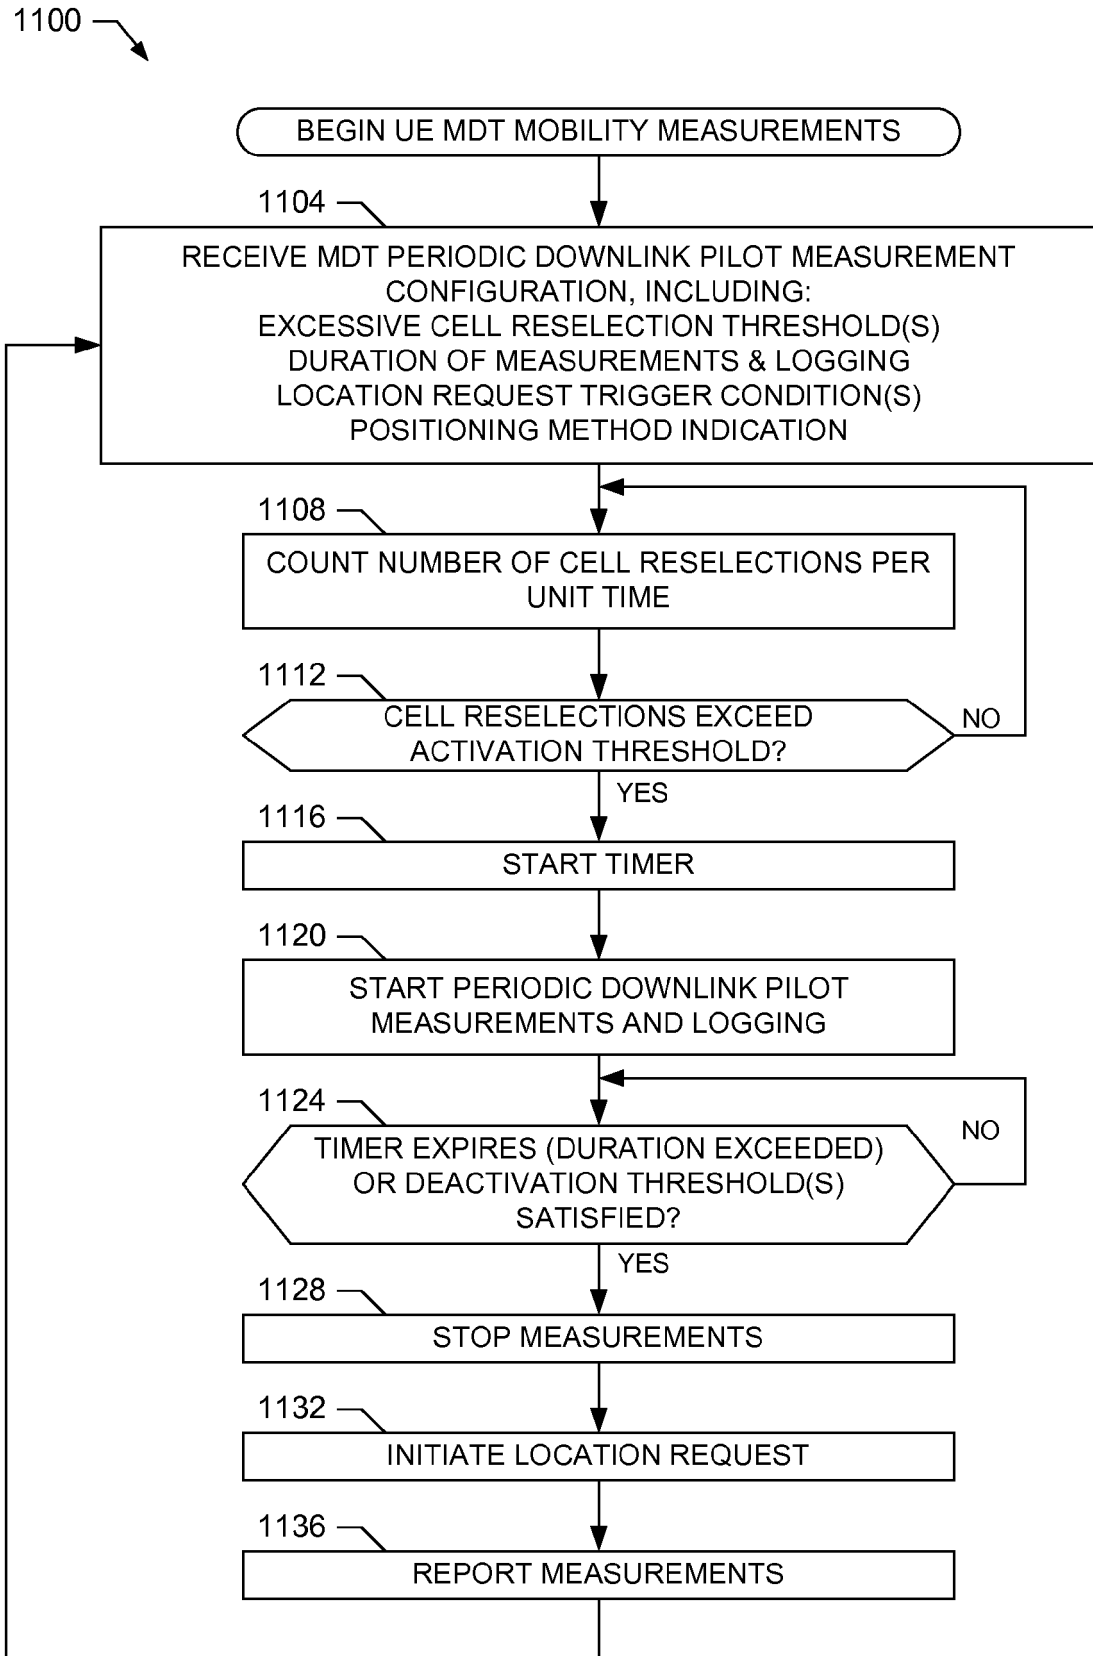 1100
BEGIN UE MDT MOBILITY MEASUREMENTS
1104
RECEIVE MDT PERIODIC DOWNLINK PILOT MEASUREMENT
CONFIGURATION, INCLUDING:
EXCESSIVE CELL RESELECTION THRESHOLD(S)
DURATION OF MEASUREMENTS & LOGGING
LOCATION REQUEST TRIGGER CONDITION(S)
POSITIONING METHOD INDICATION
1108
COUNT NUMBER OF CELL RESELECTIONS PER
UNIT TIME
1112
CELL RESELECTIONS EXCEED
ACTIVATION THRESHOLD?
NO
YES
1116
START TIMER
1120
START PERIODIC DOWNLINK PILOT
MEASUREMENTS AND LOGGING
1124
TIMER EXPIRES (DURATION EXCEEDED)
OR DEACTIVATION THRESHOLD(S)
SATISFIED?
NO
YES
1128
STOP MEASUREMENTS
1132
INITIATE LOCATION REQUEST
1136
REPORT MEASUREMENTS